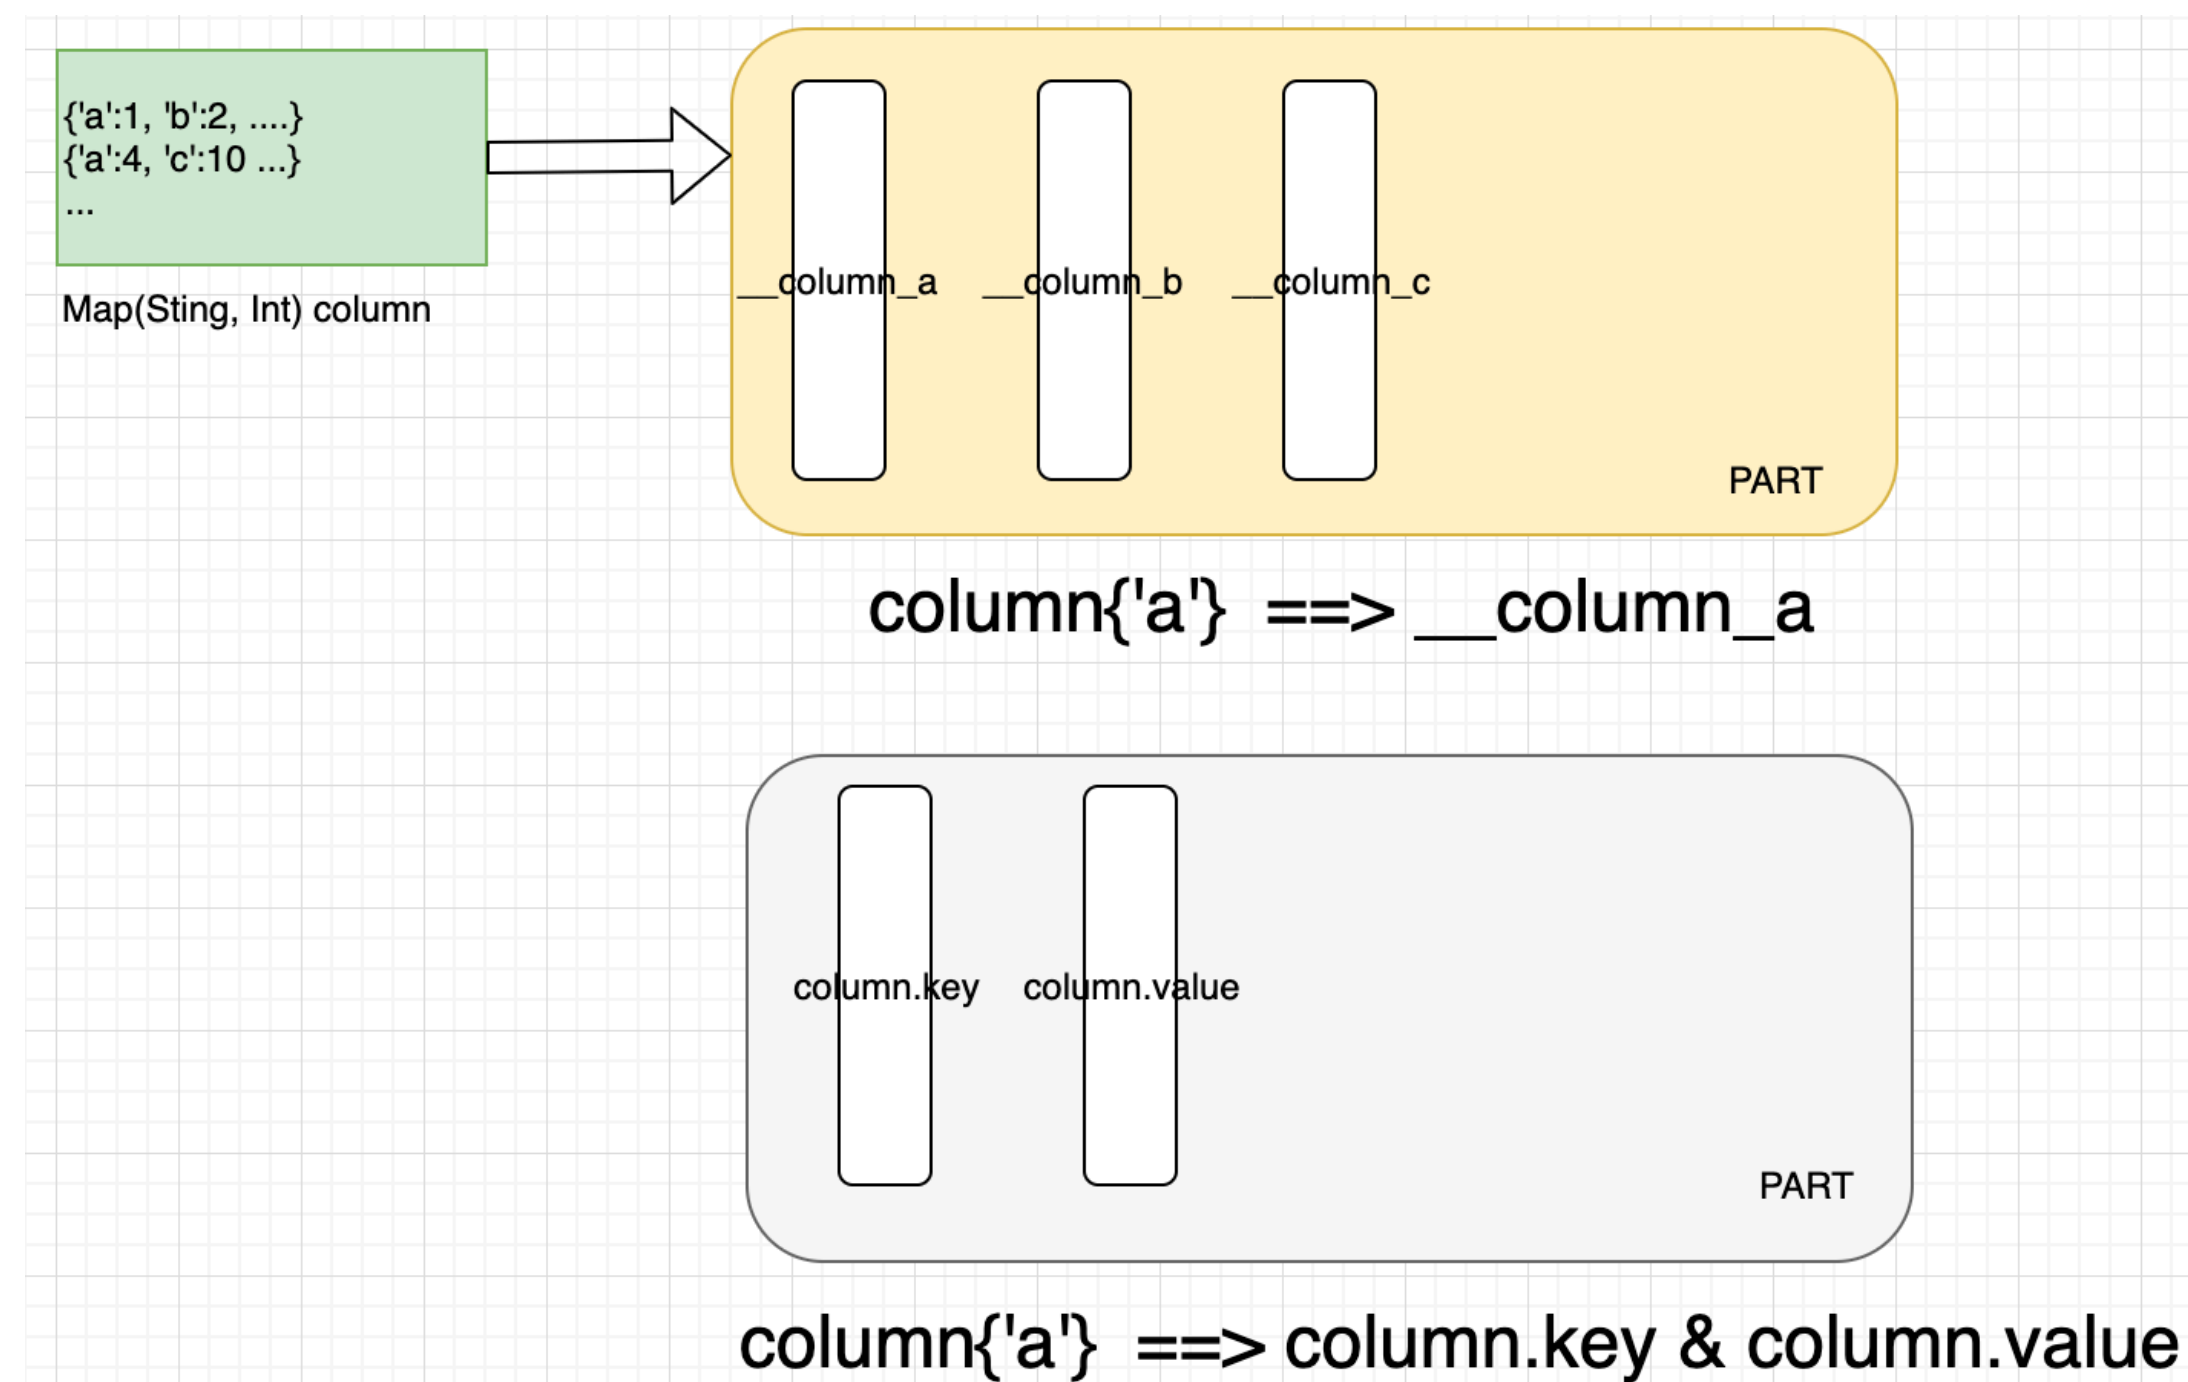 {'a':1, 'b':2, ....}
{'a':4, 'c':10 ...}
...
Map(Sting, Int) column
__column_a __column_b __column_c
PART
column{'a'} ==> __column_a
column.key column.value
PART
column{'a'} ==> column.key & column.value